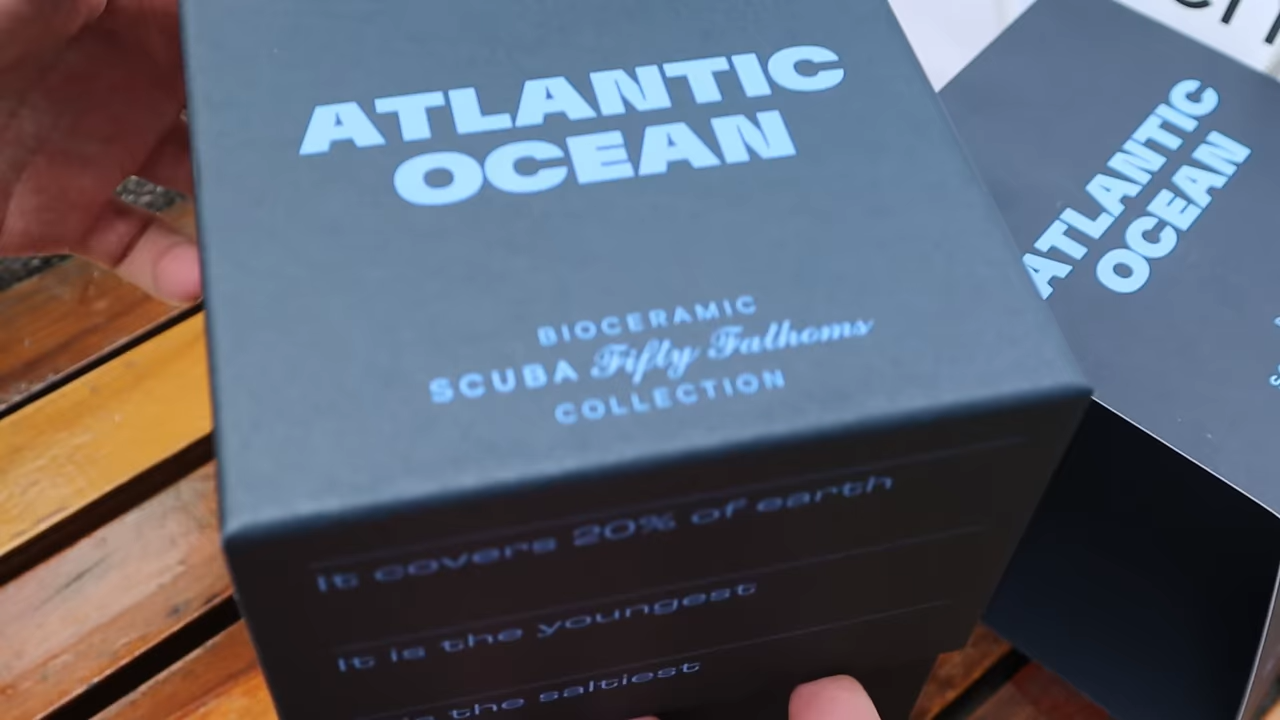 ATLANTIC
OCEAN
BIOCERAMIC
SCUBA Fifty Fathoms
COLLECTION
It covers 20% of earth
It is the youngest
is the saltiest
ATLANTIC
OCEAN